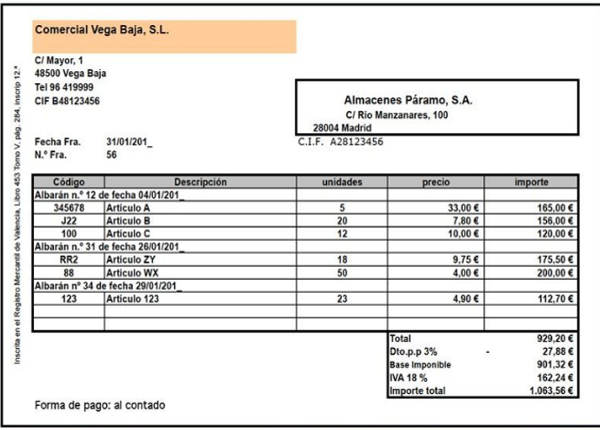 Comercial Vega Baja, S.L.
C/ Mayor, 1
48500 Vega Baja
Tel 96 419999
CIF B48123456
Almacenes Páramo, S.A.
C/ Río Manzanares, 100
28004 Madrid
C.I.F. A28123456
Fecha Fra. 31/01/201_
N.º Fra. 56
Inscrita en el Registro Mercantil de Valencia, Libro 453 Tomo V, pág. 284, inscrip 12.ª
Código Descripción unidades precio importe
Albarán n.º 12 de fecha 04/01/201_
345678 Artículo A 5 33,00 € 165,00 €
J22 Artículo B 20 7,80 € 156,00 €
100 Artículo C 12 10,00 € 120,00 €
Albarán n.º 31 de fecha 26/01/201_
RR2 Artículo ZY 18 9,75 € 175,50 €
88 Artículo WX 50 4,00 € 200,00 €
Albarán nº 34 de fecha 29/01/201_
123 Artículo 123 23 4,90 € 112,70 €
Total 929,20 €
Dto.p.p 3% - 27,88 €
Base Imponible 901,32 €
IVA 18 % 162,24 €
Importe total 1.063,56 €
Forma de pago: al contado